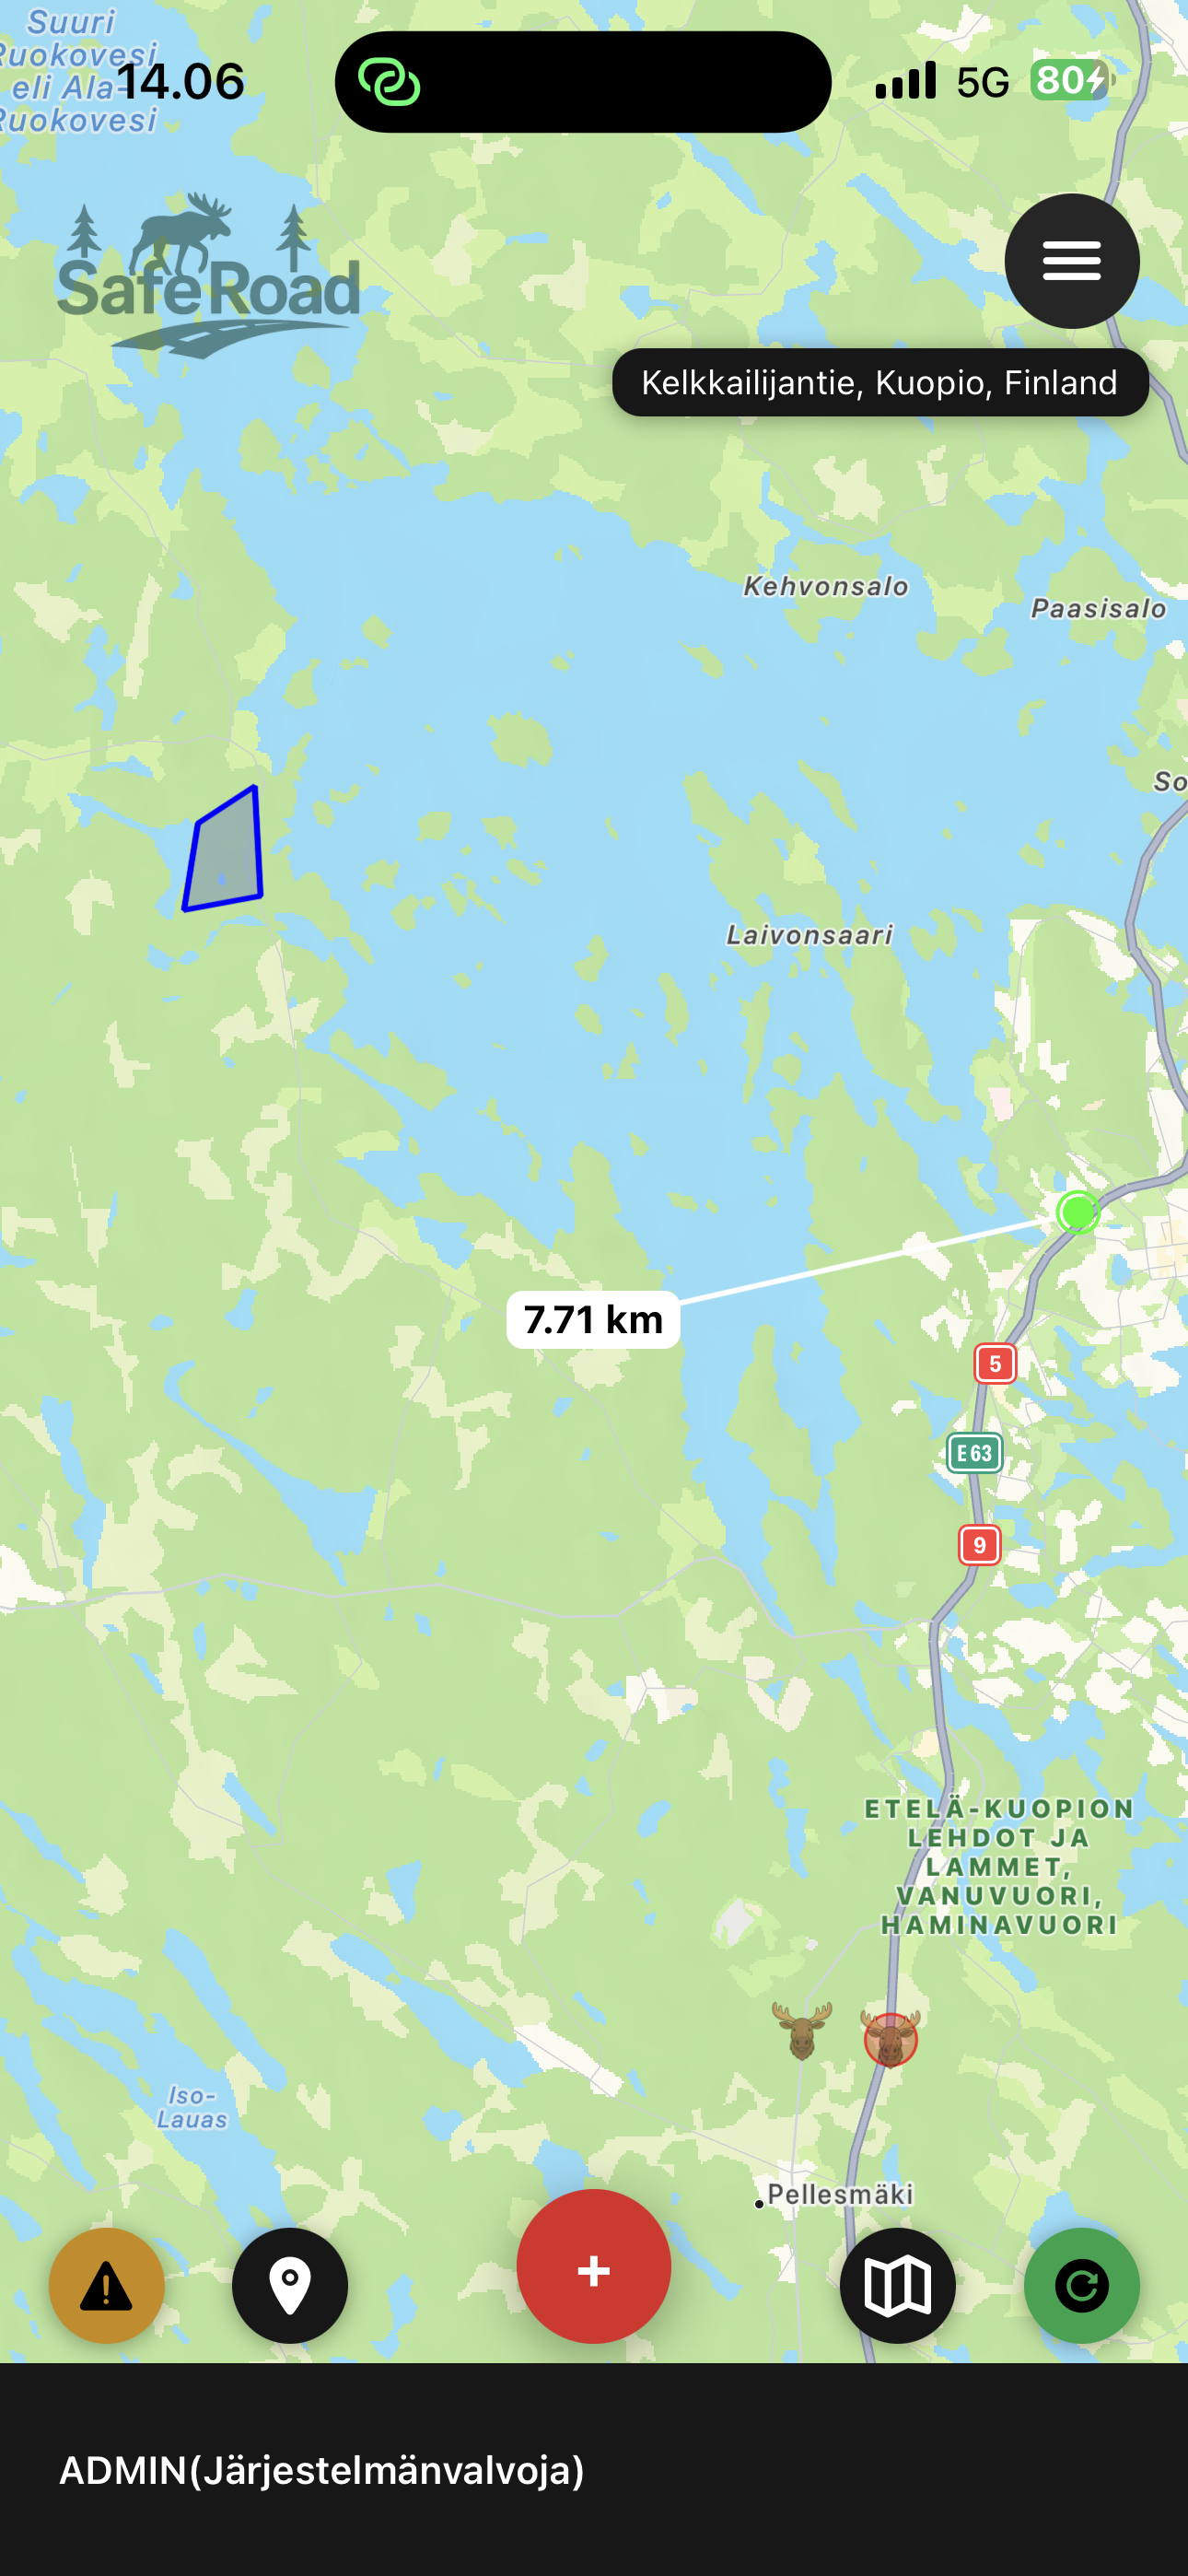 Suuri
Ruokovesi
eli Ala-
Ruokovesi
14.06
5G
80
SafeRoad
Kelkkailijantie, Kuopio, Finland
Kehvonsalo
Paasisalo
So
Laivonsaari
7.71 km
5
E 63
9
ETELÄ-KUOPION
LEHDOT JA
LAMMET,
VANUVUORI,
HAMINAVUORI
Iso-
Lauas
Pellesmäki
+
ADMIN(Järjestelmänvalvoja)